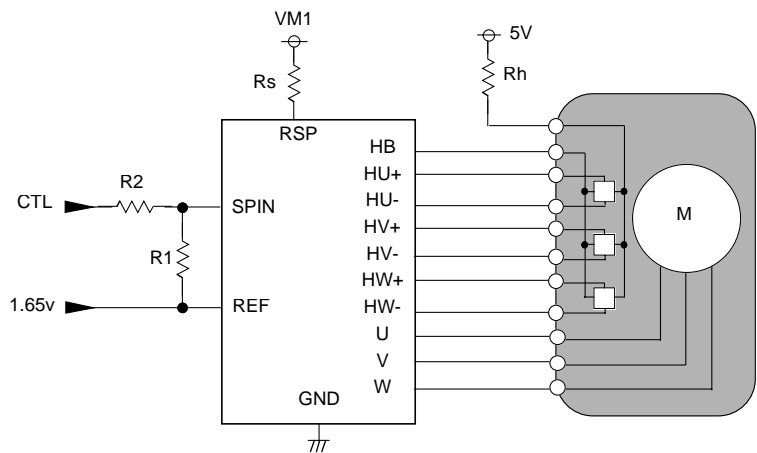 VM1
5V
Rs
Rh
RSP
HB
HU+
R2
HU-
CTL
SPIN
M
HV+
R1
HV-
HW+
1.65v
REF
HW-
U
V
W
GND